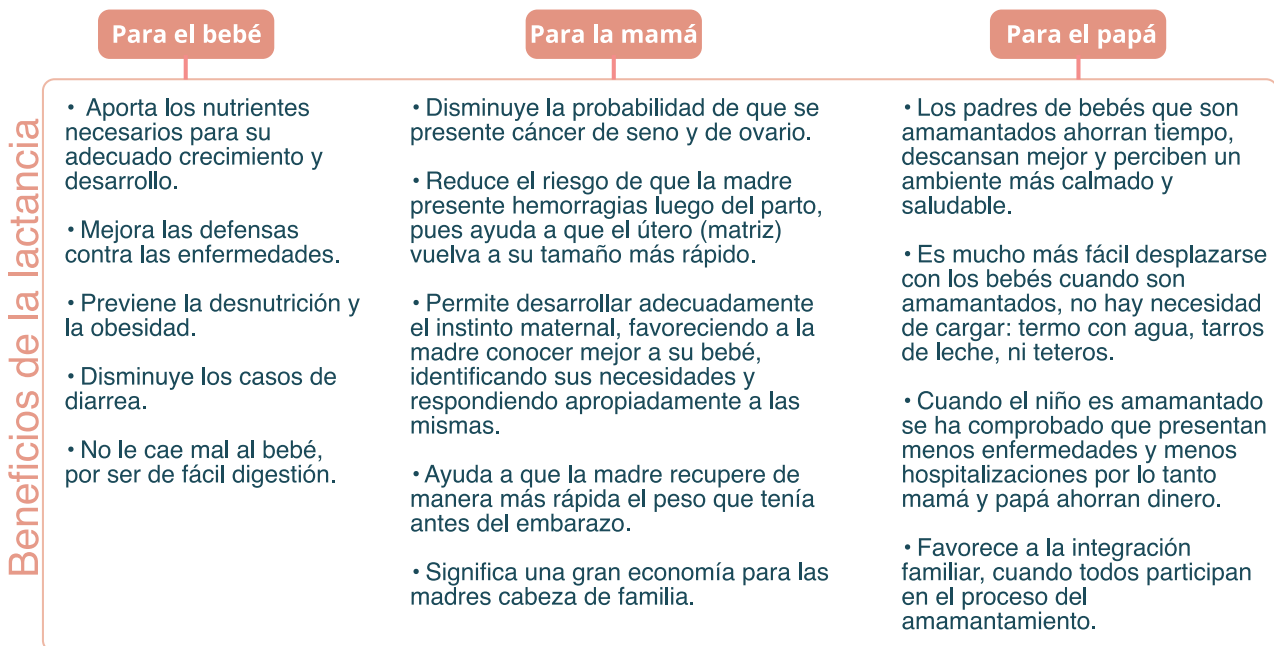 Beneficios de la lactancia
Para el bebé
• Aporta los nutrientes
necesarios para su
adecuado crecimiento y
desarrollo.
• Mejora las defensas
contra las enfermedades.
• Previene la desnutrición y
la obesidad.
• Disminuye los casos de
diarrea.
• No le cae mal al bebé,
por ser de fácil digestión.
Para la mamá
• Disminuye la probabilidad de que se
presente cáncer de seno y de ovario.
• Reduce el riesgo de que la madre
presente hemorragias luego del parto,
pues ayuda a que el útero (matriz)
vuelva a su tamaño más rápido.
• Permite desarrollar adecuadamente
el instinto maternal, favoreciendo a la
madre conocer mejor a su bebé,
identificando sus necesidades y
respondiendo apropiadamente a las
mismas.
• Ayuda a que la madre recupere de
manera más rápida el peso que tenía
antes del embarazo.
• Significa una gran economía para las
madres cabeza de familia.
Para el papá
• Los padres de bebés que son
amamantados ahorran tiempo,
descansan mejor y perciben un
ambiente más calmado y
saludable.
• Es mucho más fácil desplazarse
con los bebés cuando son
amamantados, no hay necesidad
de cargar: termo con agua, tarros
de leche, ni teteros.
• Cuando el niño es amamantado
se ha comprobado que presentan
menos enfermedades y menos
hospitalizaciones por lo tanto
mamá y papá ahorran dinero.
• Favorece a la integración
familiar, cuando todos participan
en el proceso del
amamantamiento.